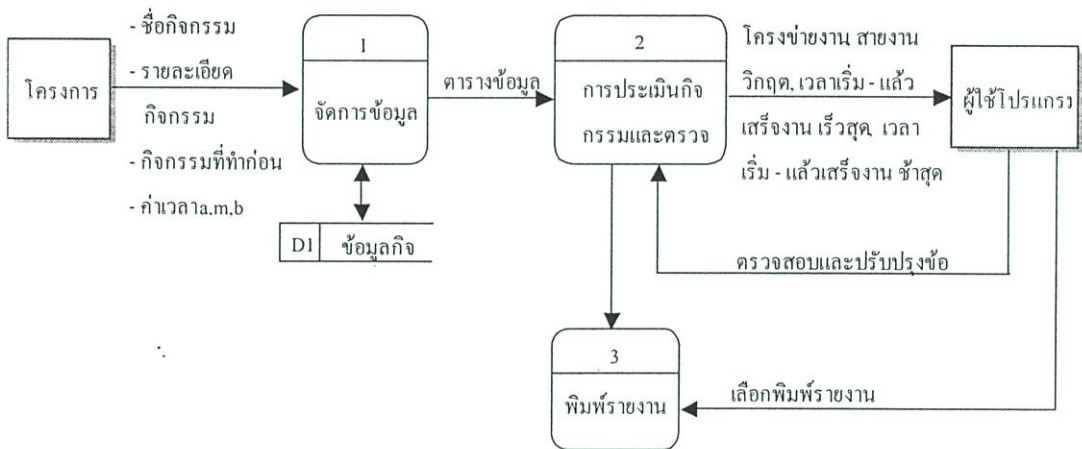 โครงการ
- ชื่อกิจกรรม
- รายละเอียด
กิจกรรม
- กิจกรรมที่ทำก่อน
- ค่าเวลาa,m,b
1
จัดการข้อมูล
D1 ข้อมูลกิจ
ตารางข้อมูล
2
การประเมินกิจ
กรรมและตรวจ
โครงข่ายงาน สายงาน
วิกฤต, เวลาเริ่ม - แล้ว
เสร็จงาน เร็วสุด, เวลา
เริ่ม - แล้วเสร็จงาน ช้าสุด
ผู้ใช้โปรแกรง
ตรวจสอบและปรับปรุงข้อ
3
พิมพ์รายงาน
เลือกพิมพ์รายงาน